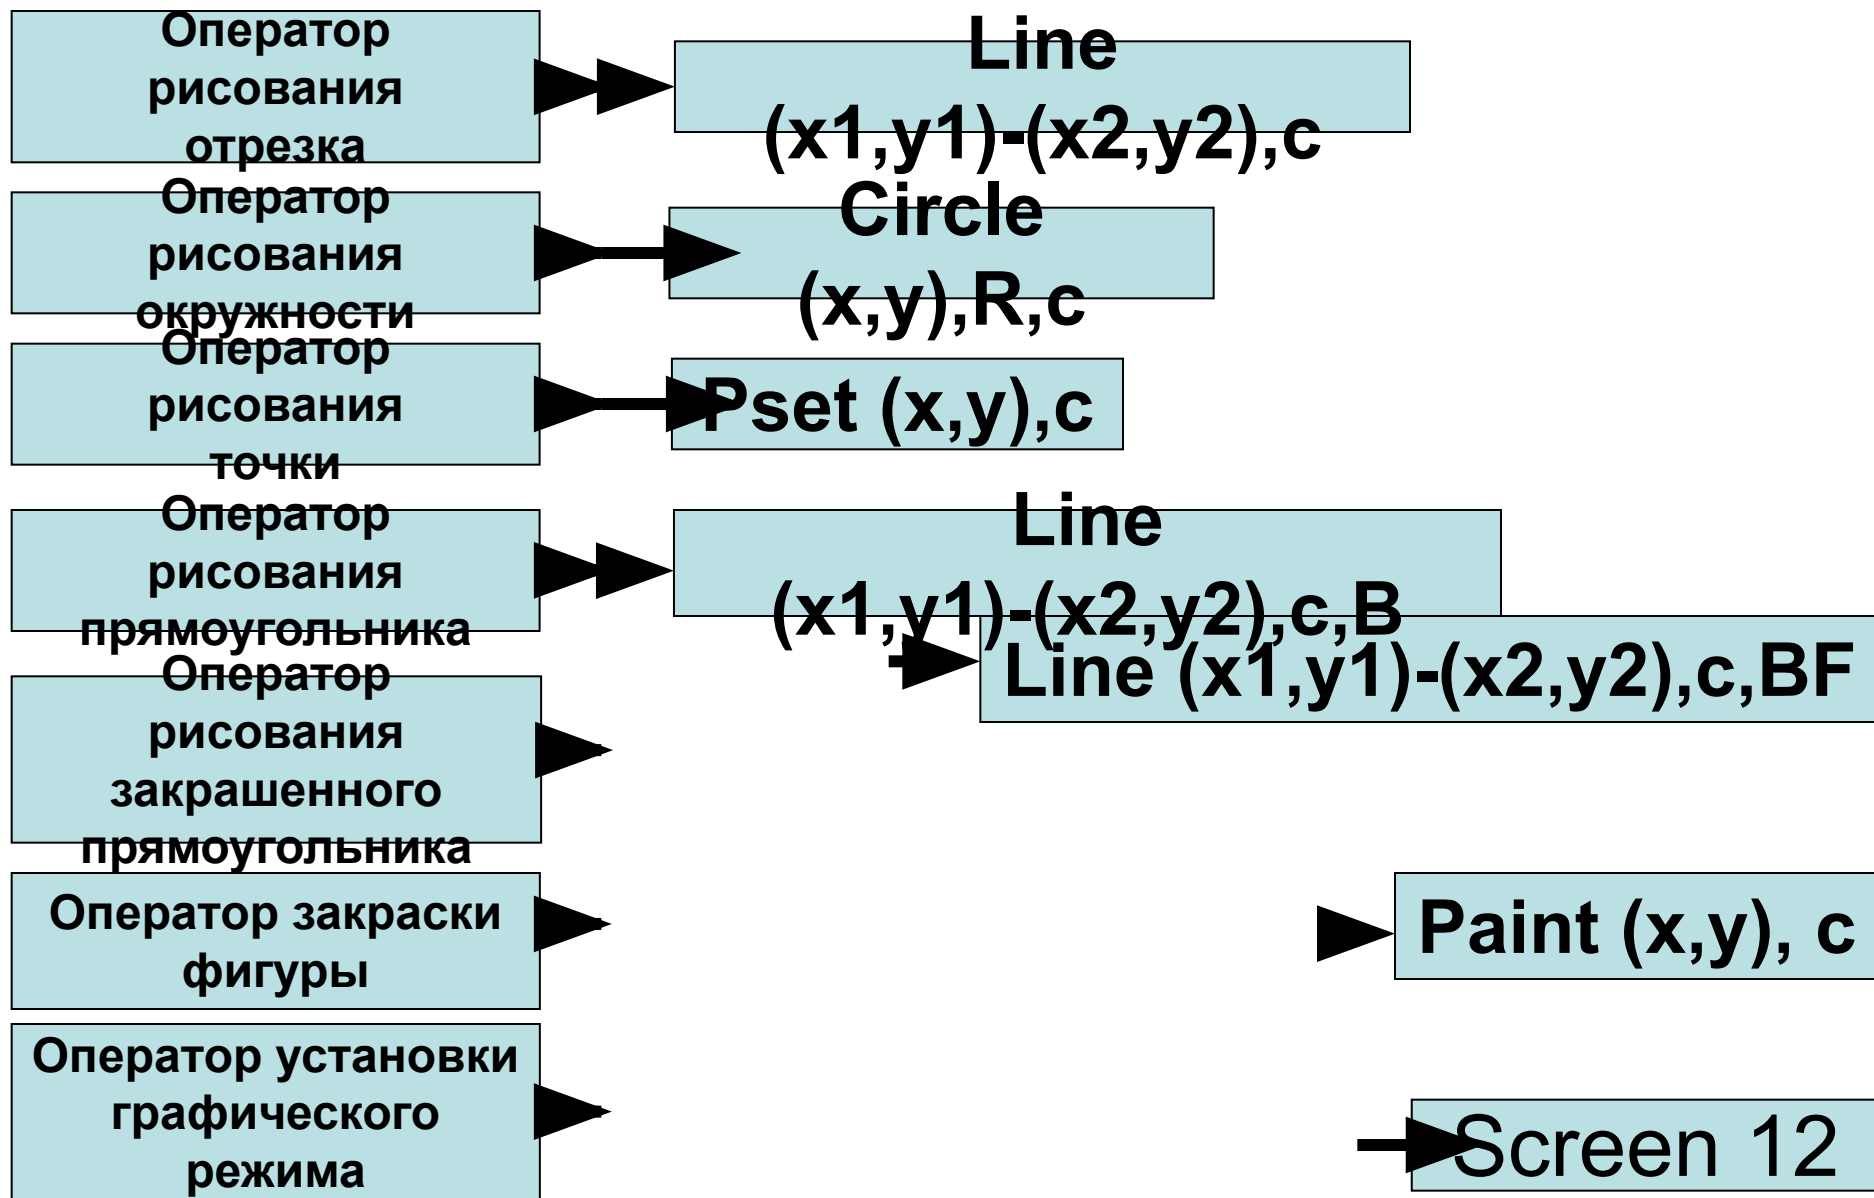 Оператор
рисования
отрезка
Line
(x1,y1)-(x2,y2),c
Оператор
рисования
окружности
Circle
(x,y),R,c
Оператор
рисования
точки
Pset (x,y),c
Оператор
рисования
прямоугольника
Line
(x1,y1)-(x2,y2),c,B
Оператор
рисования
закрашенного
прямоугольника
Line (x1,y1)-(x2,y2),c,BF
Оператор закраски
фигуры
Paint (x,y), c
Оператор установки
графического
режима
Screen 12